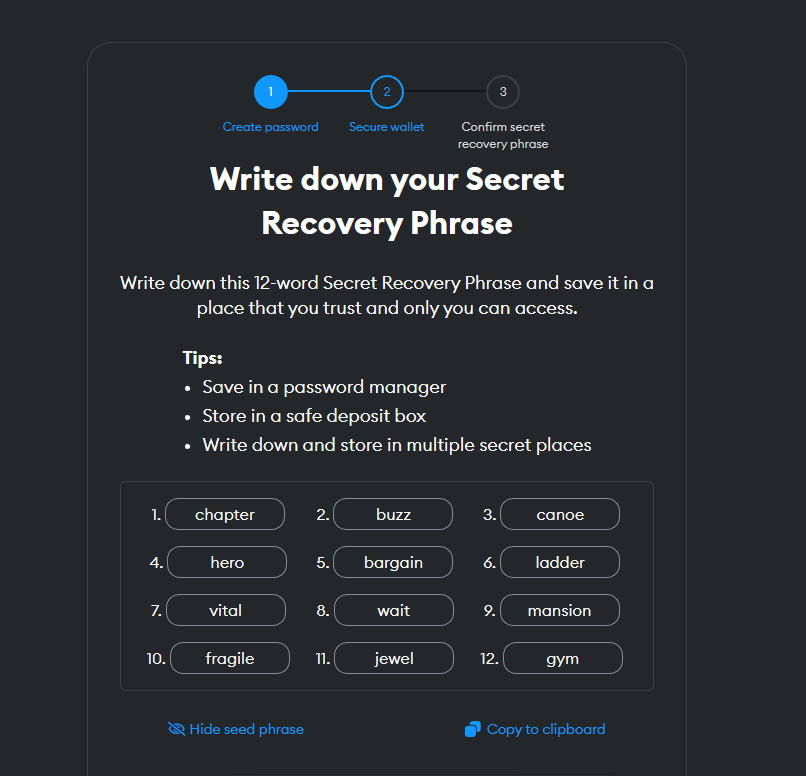 1 2 3
Create password Secure wallet Confirm secret
recovery phrase
Write down your Secret
Recovery Phrase
Write down this 12-word Secret Recovery Phrase and save it in a
place that you trust and only you can access.
Tips:
• Save in a password manager
• Store in a safe deposit box
• Write down and store in multiple secret places
1. chapter 2. buzz 3. canoe
4. hero 5. bargain 6. ladder
7. vital 8. wait 9. mansion
10. fragile 11. jewel 12. gym
Hide seed phrase Copy to clipboard